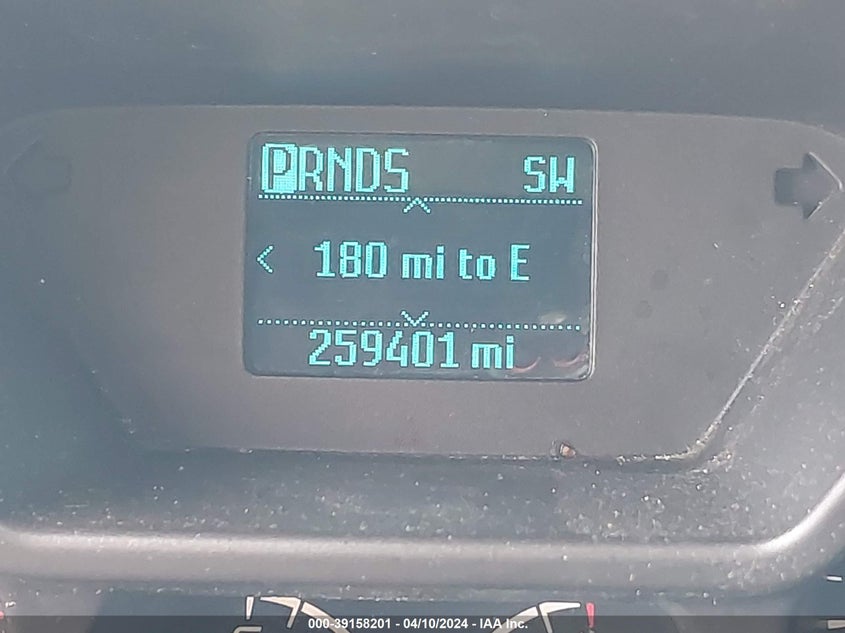 PRNDS SW
180 mi to E
259401 mi
000-39158201 - 04/10/2024 - IAA Inc.